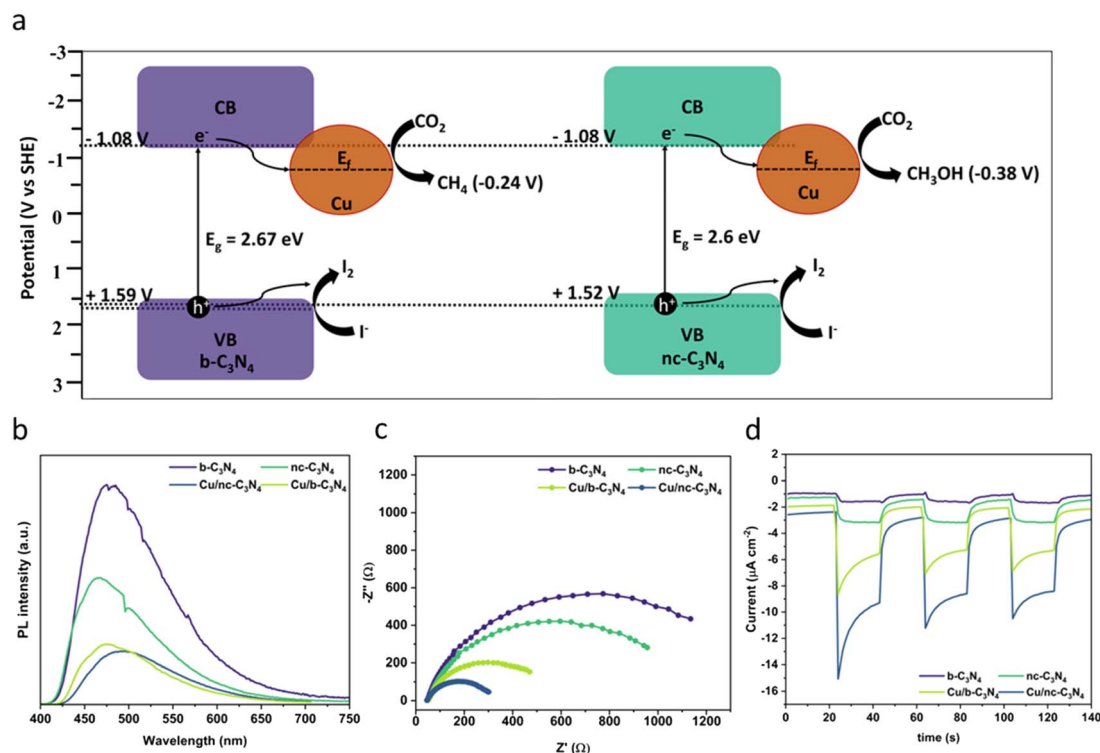 a
Potential (V vs SHE)
-3
-2
-1
0
1
2
3
CB
e-
- 1.08 V
Ef
Cu
CO2
CH4 (-0.24 V)
Eg = 2.67 eV
+ 1.59 V
h+
I2
I-
VB
b-C3N4
CB
e-
- 1.08 V
Ef
Cu
CO2
CH3OH (-0.38 V)
Eg = 2.6 eV
+ 1.52 V
h+
I2
I-
VB
nc-C3N4
b
PL intensity (a.u.)
b-C3N4 nc-C3N4
Cu/nc-C3N4 Cu/b-C3N4
400 450 500 550 600 650 700 750
Wavelength (nm)
c
-Z'' (Ω)
1200
1000
800
600
400
200
0
b-C3N4 nc-C3N4
Cu/b-C3N4 Cu/nc-C3N4
0 200 400 600 800 1000 1200
Z' (Ω)
d
Current (μA cm-2)
2
0
-2
-4
-6
-8
-10
-12
-14
-16
b-C3N4 nc-C3N4
Cu/b-C3N4 Cu/nc-C3N4
0 20 40 60 80 100 120 140
time (s)